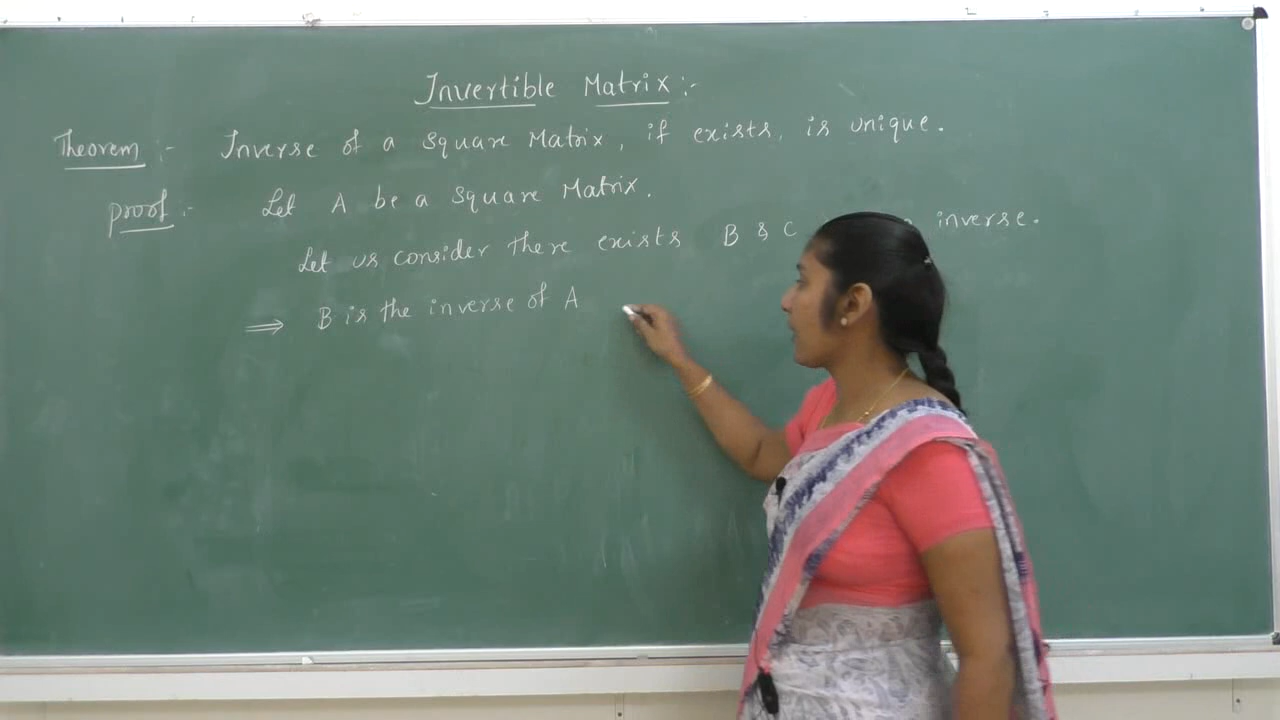 Invertible Matrix :-
Theorem :- Inverse of a square Matrix, if exists, is unique.
Proof :- Let A be a square Matrix.
Let us consider there exists B & C inverse.
⟹ B is the inverse of A